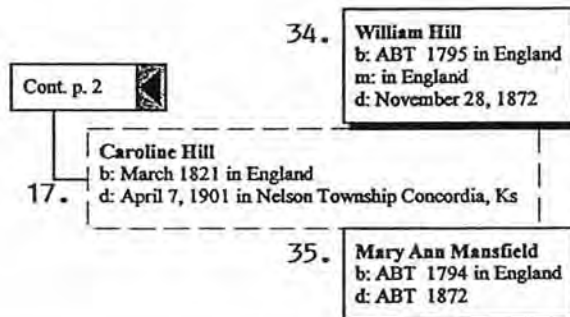 34.
William Hill
b: ABT 1795 in England
m: in England
d: November 28, 1872
Cont. p. 2
17.
Caroline Hill
b: March 1821 in England
d: April 7, 1901 in Nelson Township Concordia, Ks
35.
Mary Ann Mansfield
b: ABT 1794 in England
d: ABT 1872